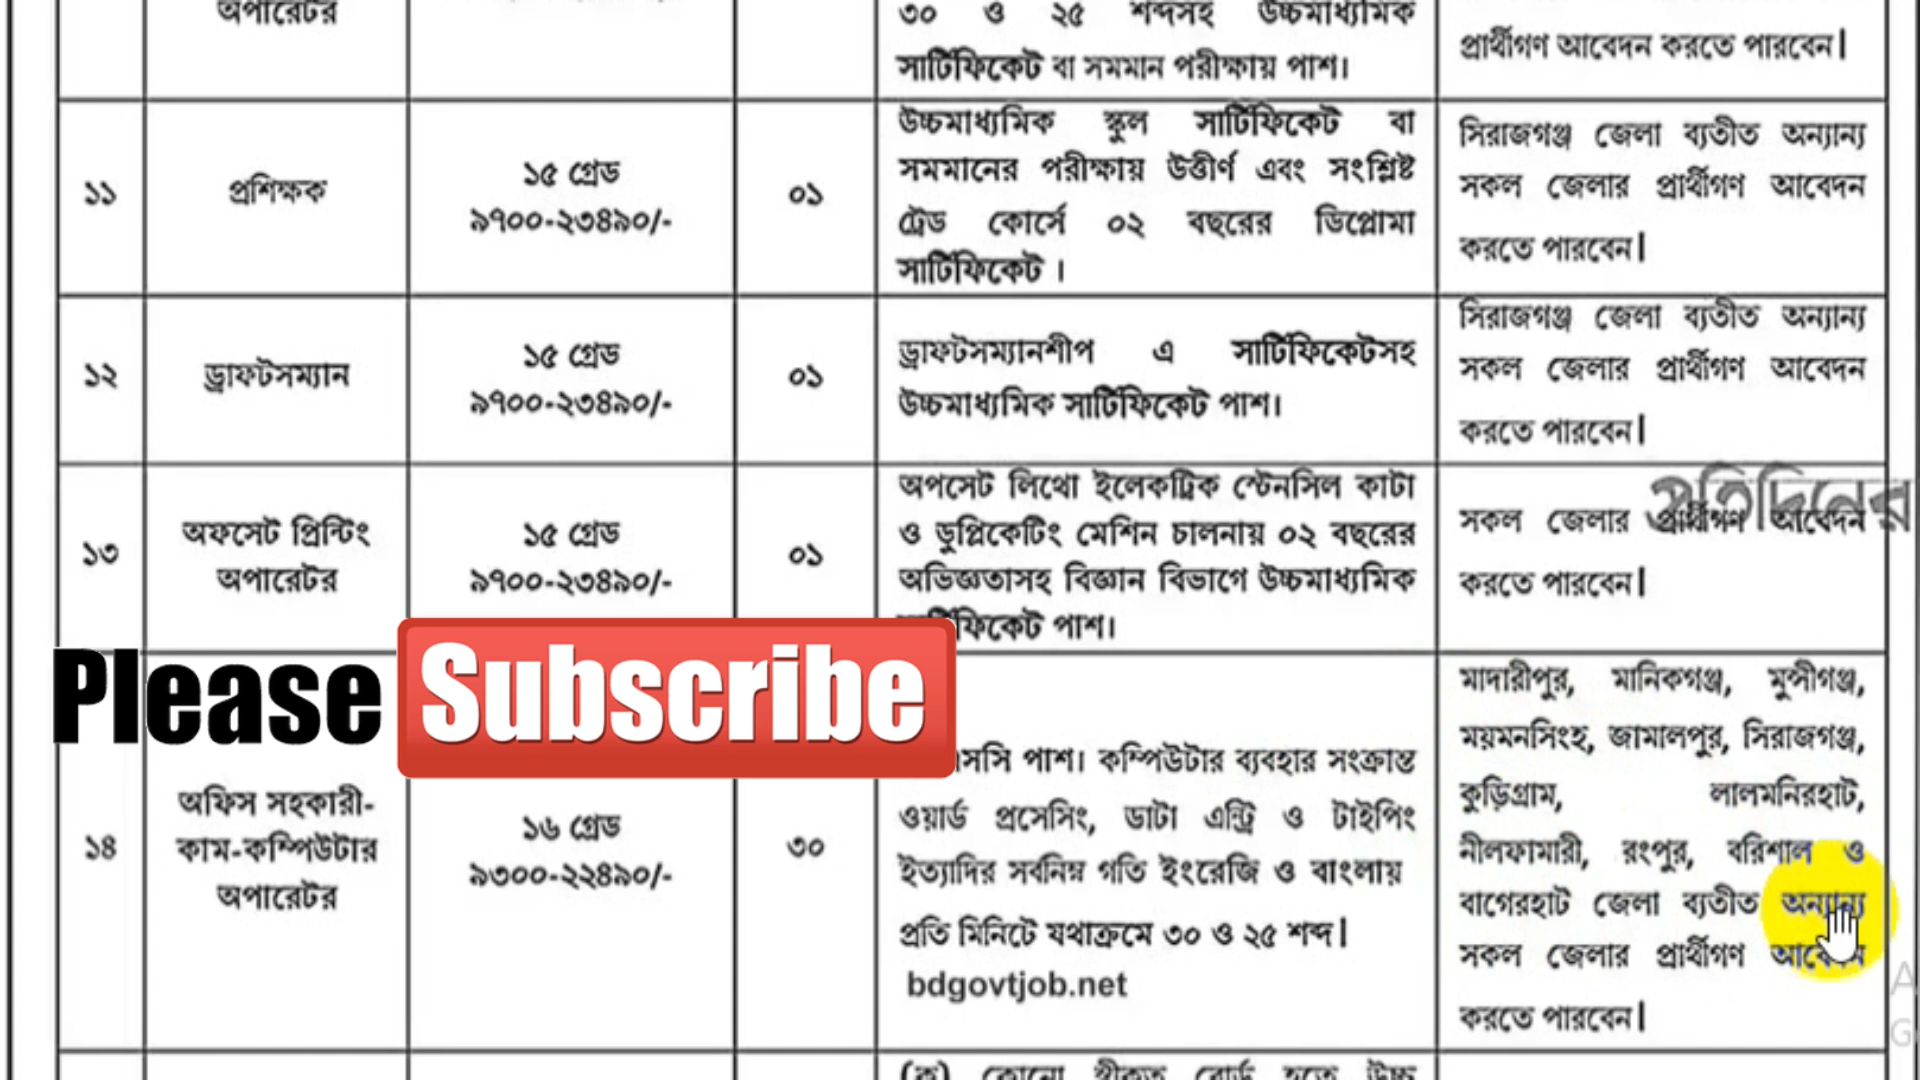 অপারেটর
৩০ ও ২৫ শব্দসহ উচ্চমাধ্যমিক
সার্টিফিকেট বা সমমান পরীক্ষায় পাশ।
প্রার্থীগণ আবেদন করতে পারবেন|
১১
প্রশিক্ষক
১৫ গ্রেড
৯৭০০-২৩৪৯০/-
০১
উচ্চমাধ্যমিক স্কুল সার্টিফিকেট বা
সমমানের পরীক্ষায় উত্তীর্ণ এবং সংশ্লিষ্ট
ট্রেড কোর্সে ০২ বছরের ডিপ্লোমা
সার্টিফিকেট ।
সিরাজগঞ্জ জেলা ব্যতীত অন্যান্য
সকল জেলার প্রার্থীগণ আবেদন
করতে পারবেন|
১২
ড্রাফটসম্যান
১৫ গ্রেড
৯৭০০-২৩৪৯০/-
০১
ড্রাফটসম্যানশীপ এ সার্টিফিকেটসহ
উচ্চমাধ্যমিক সার্টিফিকেট পাশ।
সিরাজগঞ্জ জেলা ব্যতীত অন্যান্য
সকল জেলার প্রার্থীগণ আবেদন
করতে পারবেন|
১৩
অফসেট প্রিন্টিং
অপারেটর
১৫ গ্রেড
৯৭০০-২৩৪৯০/-
০১
অপসেট লিথো ইলেকট্রিক স্টেনসিল কাটা
ও ডুপ্লিকেটিং মেশিন চালনায় ০২ বছরের
অভিজ্ঞতাসহ বিজ্ঞান বিভাগে উচ্চমাধ্যমিক
পাশ।
প্রতিদিনের
সকল জেলার প্রার্থীগণ আবেদন
করতে পারবেন|
Please Subscribe
১৪
অফিস সহকারী-
কাম-কম্পিউটার
অপারেটর
১৬ গ্রেড
৯৩০০-২২৪৯০/-
৩০
পাশ। কম্পিউটার ব্যবহার সংক্রান্ত
ওয়ার্ড প্রসেসিং, ডাটা এন্ট্রি ও টাইপিং
ইত্যাদির সর্বনিম্ন গতি ইংরেজি ও বাংলায়
প্রতি মিনিটে যথাক্রমে ৩০ ও ২৫ শব্দ|
bdgovtjob.net
মাদারীপুর, মানিকগঞ্জ, মুন্সীগঞ্জ,
ময়মনসিংহ, জামালপুর, সিরাজগঞ্জ,
কুড়িগ্রাম, লালমনিরহাট,
নীলফামারী, রংপুর, বরিশাল ও
বাগেরহাট জেলা ব্যতীত অন্যান্য
সকল জেলার প্রার্থীগণ আবেদন
করতে পারবেন|
(ক) কোনো স্বীকৃত বোর্ড হতে উচ্চ